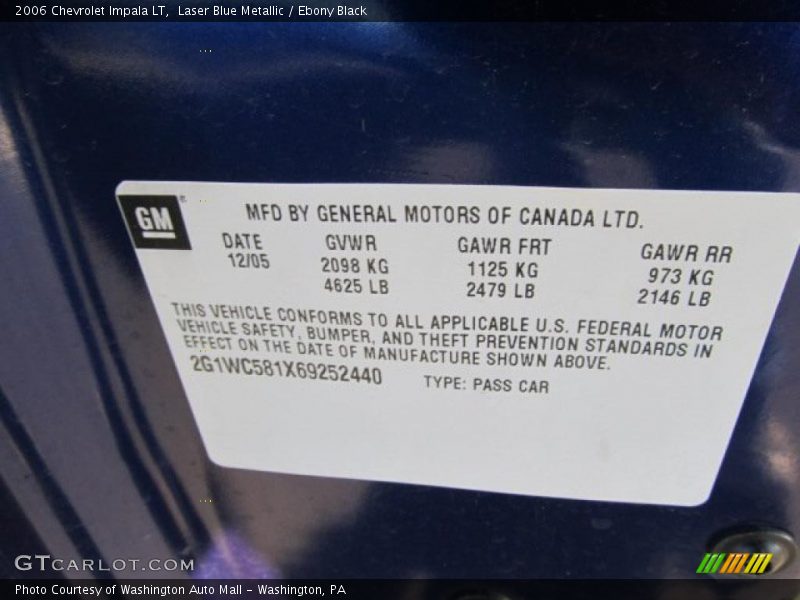 2006 Chevrolet Impala LT, Laser Blue Metallic / Ebony Black
GM
MFD BY GENERAL MOTORS OF CANADA LTD.
DATE GVWR GAWR FRT GAWR RR
12/05 2098 KG 1125 KG 973 KG
4625 LB 2479 LB 2146 LB
THIS VEHICLE CONFORMS TO ALL APPLICABLE U.S. FEDERAL MOTOR
VEHICLE SAFETY, BUMPER, AND THEFT PREVENTION STANDARDS IN
EFFECT ON THE DATE OF MANUFACTURE SHOWN ABOVE.
2G1WC581X69252440 TYPE: PASS CAR
GTCARLOT.COM
Photo Courtesy of Washington Auto Mall - Washington, PA